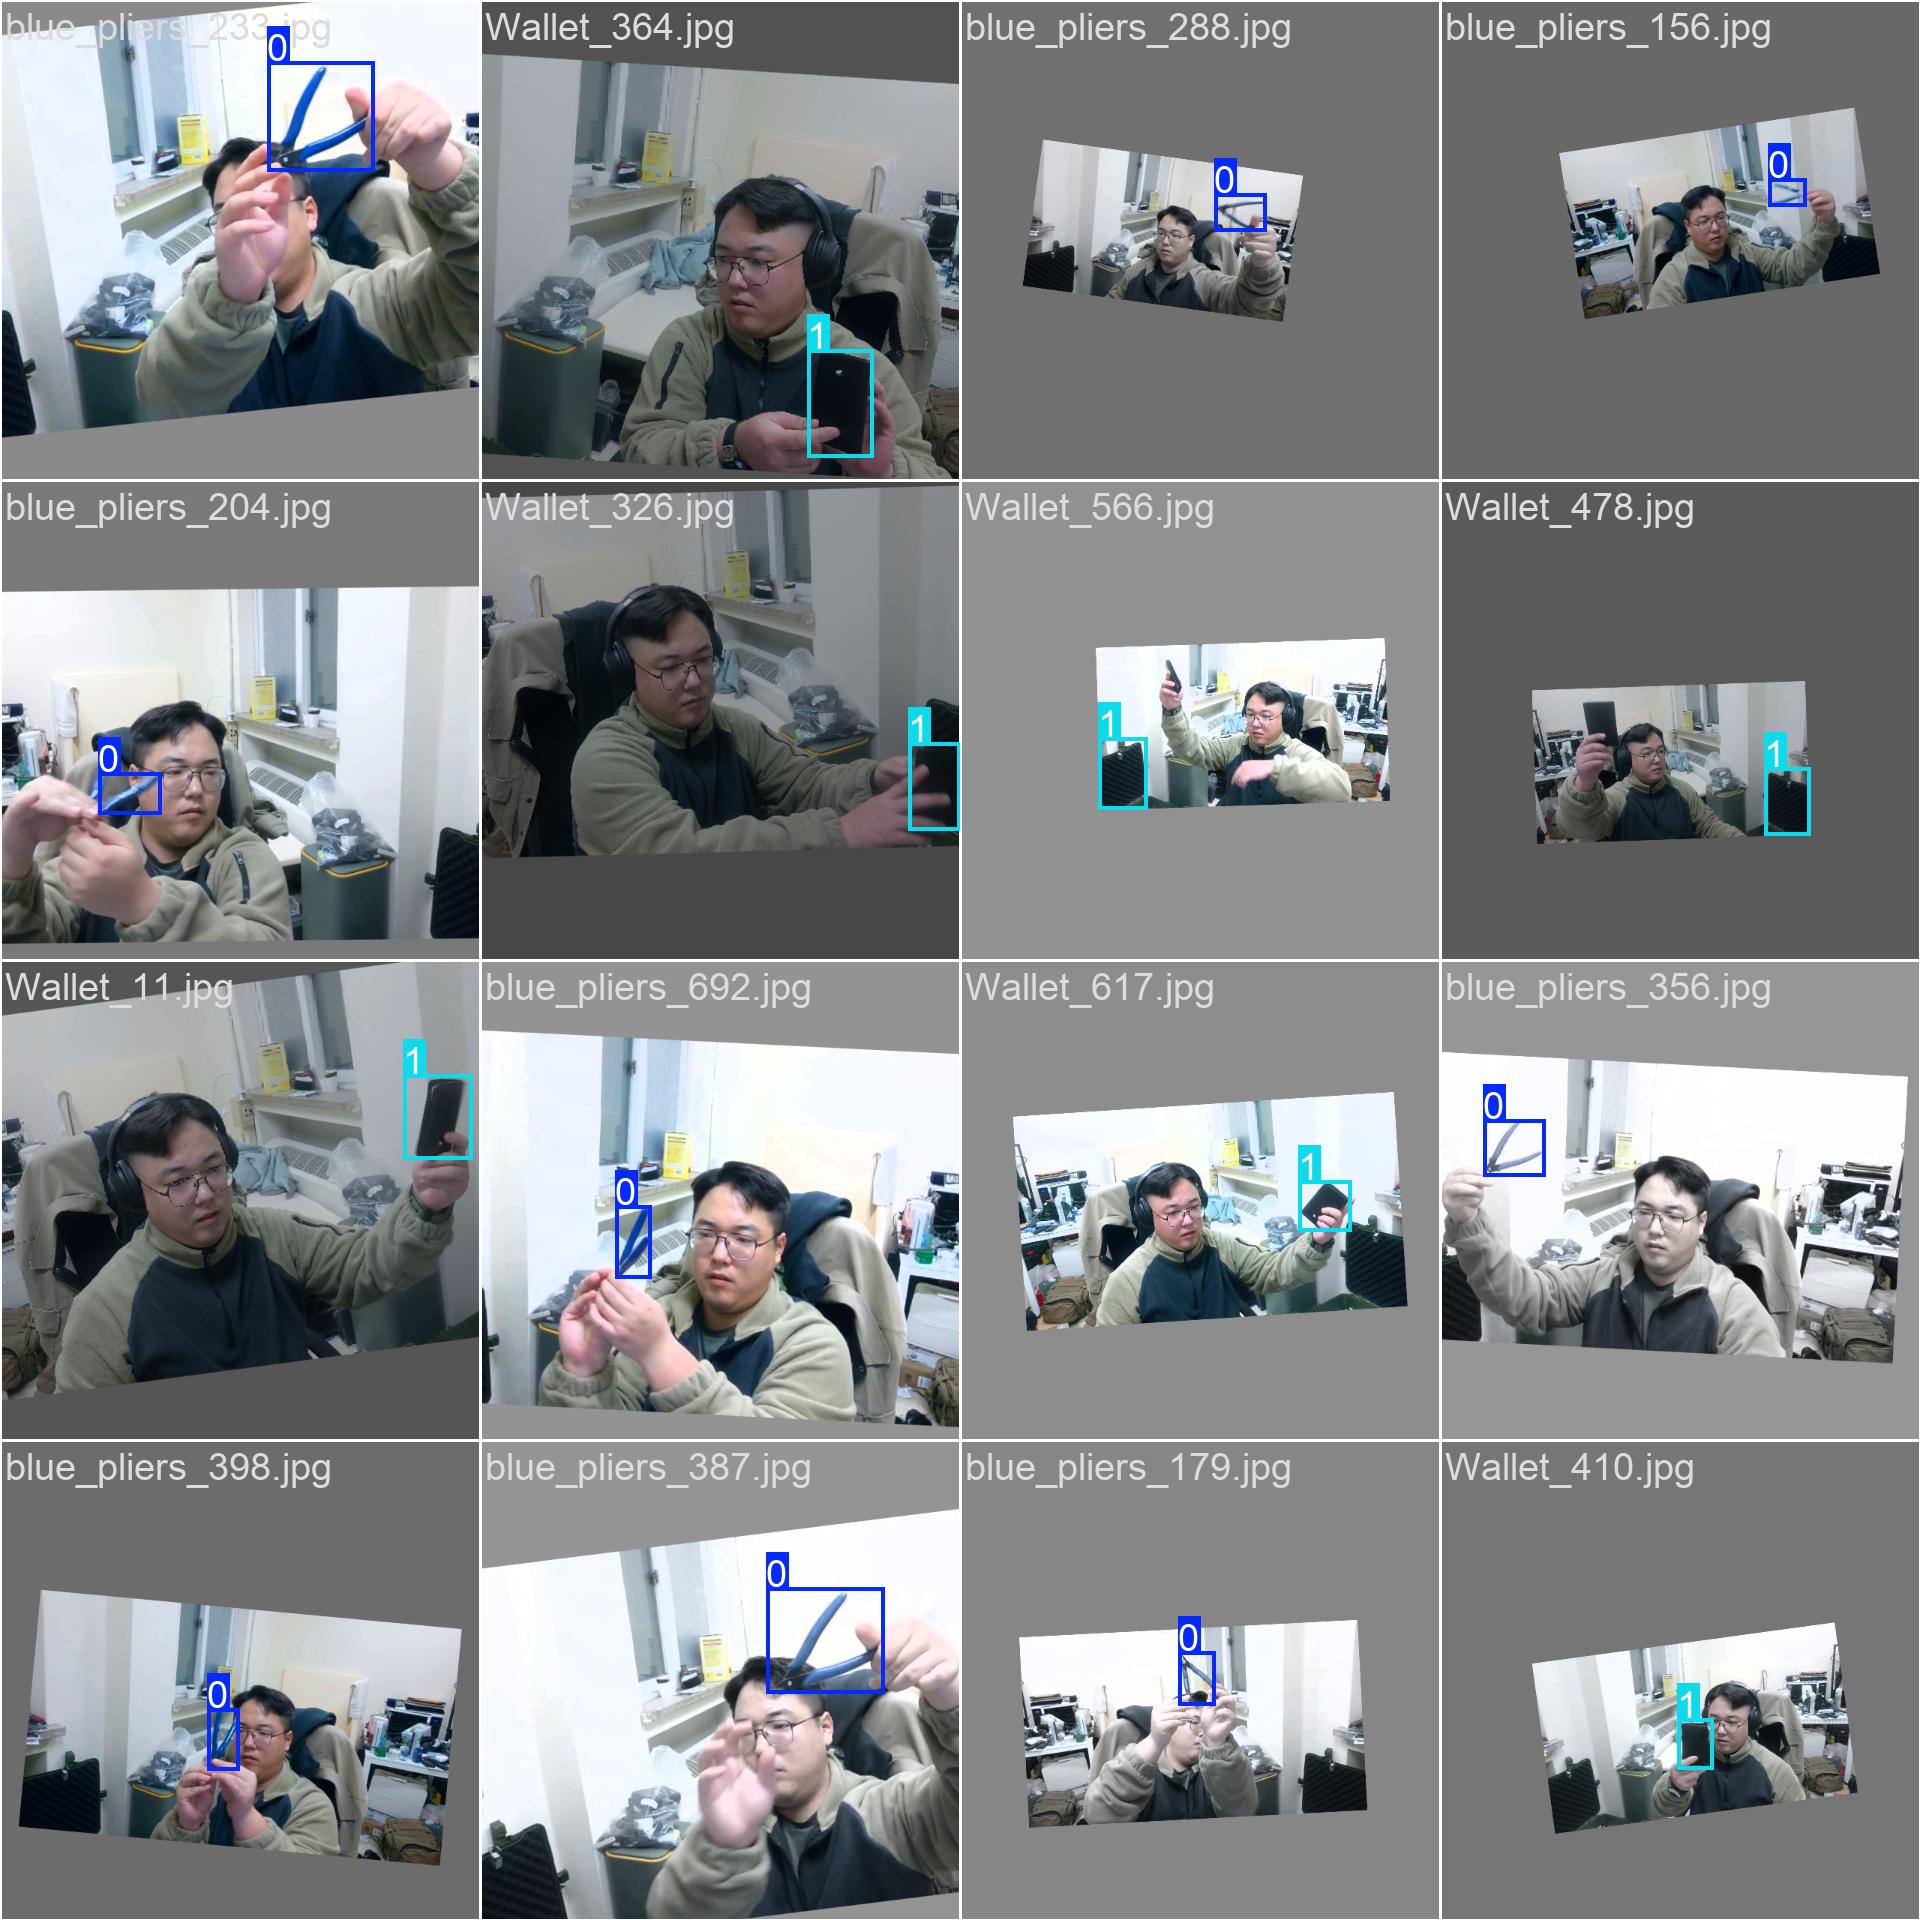 blue_pliers_233.jpg
0
Wallet_364.jpg
1
blue_pliers_288.jpg
0
blue_pliers_156.jpg
0
blue_pliers_204.jpg
0
Wallet_326.jpg
1
Wallet_566.jpg
1
Wallet_478.jpg
1
Wallet_11.jpg
1
blue_pliers_692.jpg
0
Wallet_617.jpg
1
blue_pliers_356.jpg
0
blue_pliers_398.jpg
0
blue_pliers_387.jpg
0
blue_pliers_179.jpg
0
Wallet_410.jpg
1